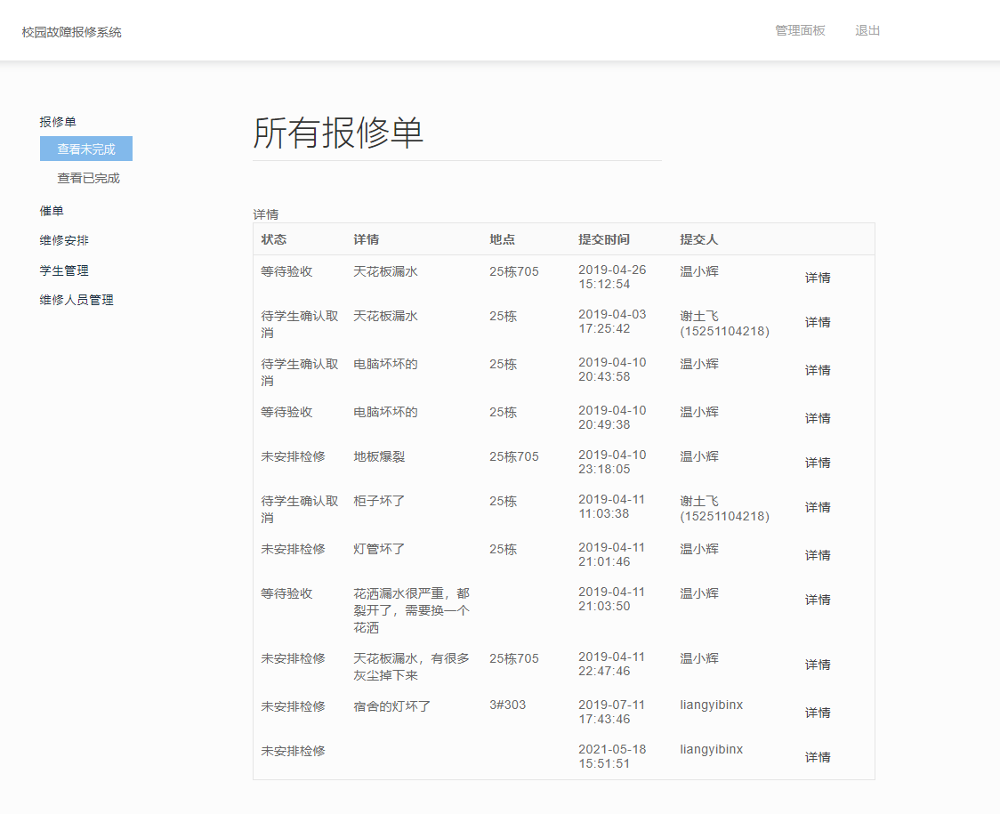 校园故障报修系统 管理面板 退出
报修单
查看未完成
查看已完成
催单
维修安排
学生管理
维修人员管理
所有报修单
详情
状态 详情 地点 提交时间 提交人
等待验收 天花板漏水 25栋705 2019-04-26 温小辉 详情
15:12:54
待学生确认取 天花板漏水 25栋 2019-04-03 谢土飞 详情
消 17:25:42 (15251104218)
待学生确认取 电脑坏坏的 25栋 2019-04-10 温小辉 详情
消 20:43:58
等待验收 电脑坏坏的 25栋 2019-04-10 温小辉 详情
20:49:38
未安排检修 地板爆裂 25栋705 2019-04-10 温小辉 详情
23:18:05
待学生确认取 柜子坏了 25栋 2019-04-11 谢土飞 详情
消 11:03:38 (15251104218)
未安排检修 灯管坏了 25栋 2019-04-11 温小辉 详情
21:01:46
等待验收 花洒漏水很严重，都 2019-04-11 温小辉 详情
裂开了，需要换一个 21:03:50
花洒
未安排检修 天花板漏水，有很多 25栋705 2019-04-11 温小辉 详情
灰尘掉下来 22:47:46
未安排检修 宿舍的灯坏了 3#303 2019-07-11 liangyibinx 详情
17:43:46
未安排检修 2021-05-18 liangyibinx 详情
15:51:51